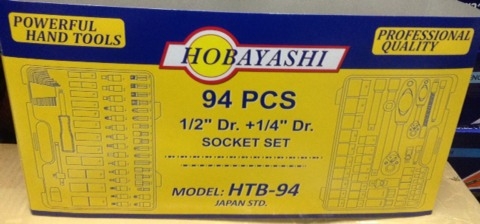 POWERFUL
HAND TOOLS
HOBAYASHI
PROFESSIONAL
QUALITY
94 PCS
1/2" Dr. +1/4" Dr.
SOCKET SET
MODEL: HTB-94
JAPAN STD.